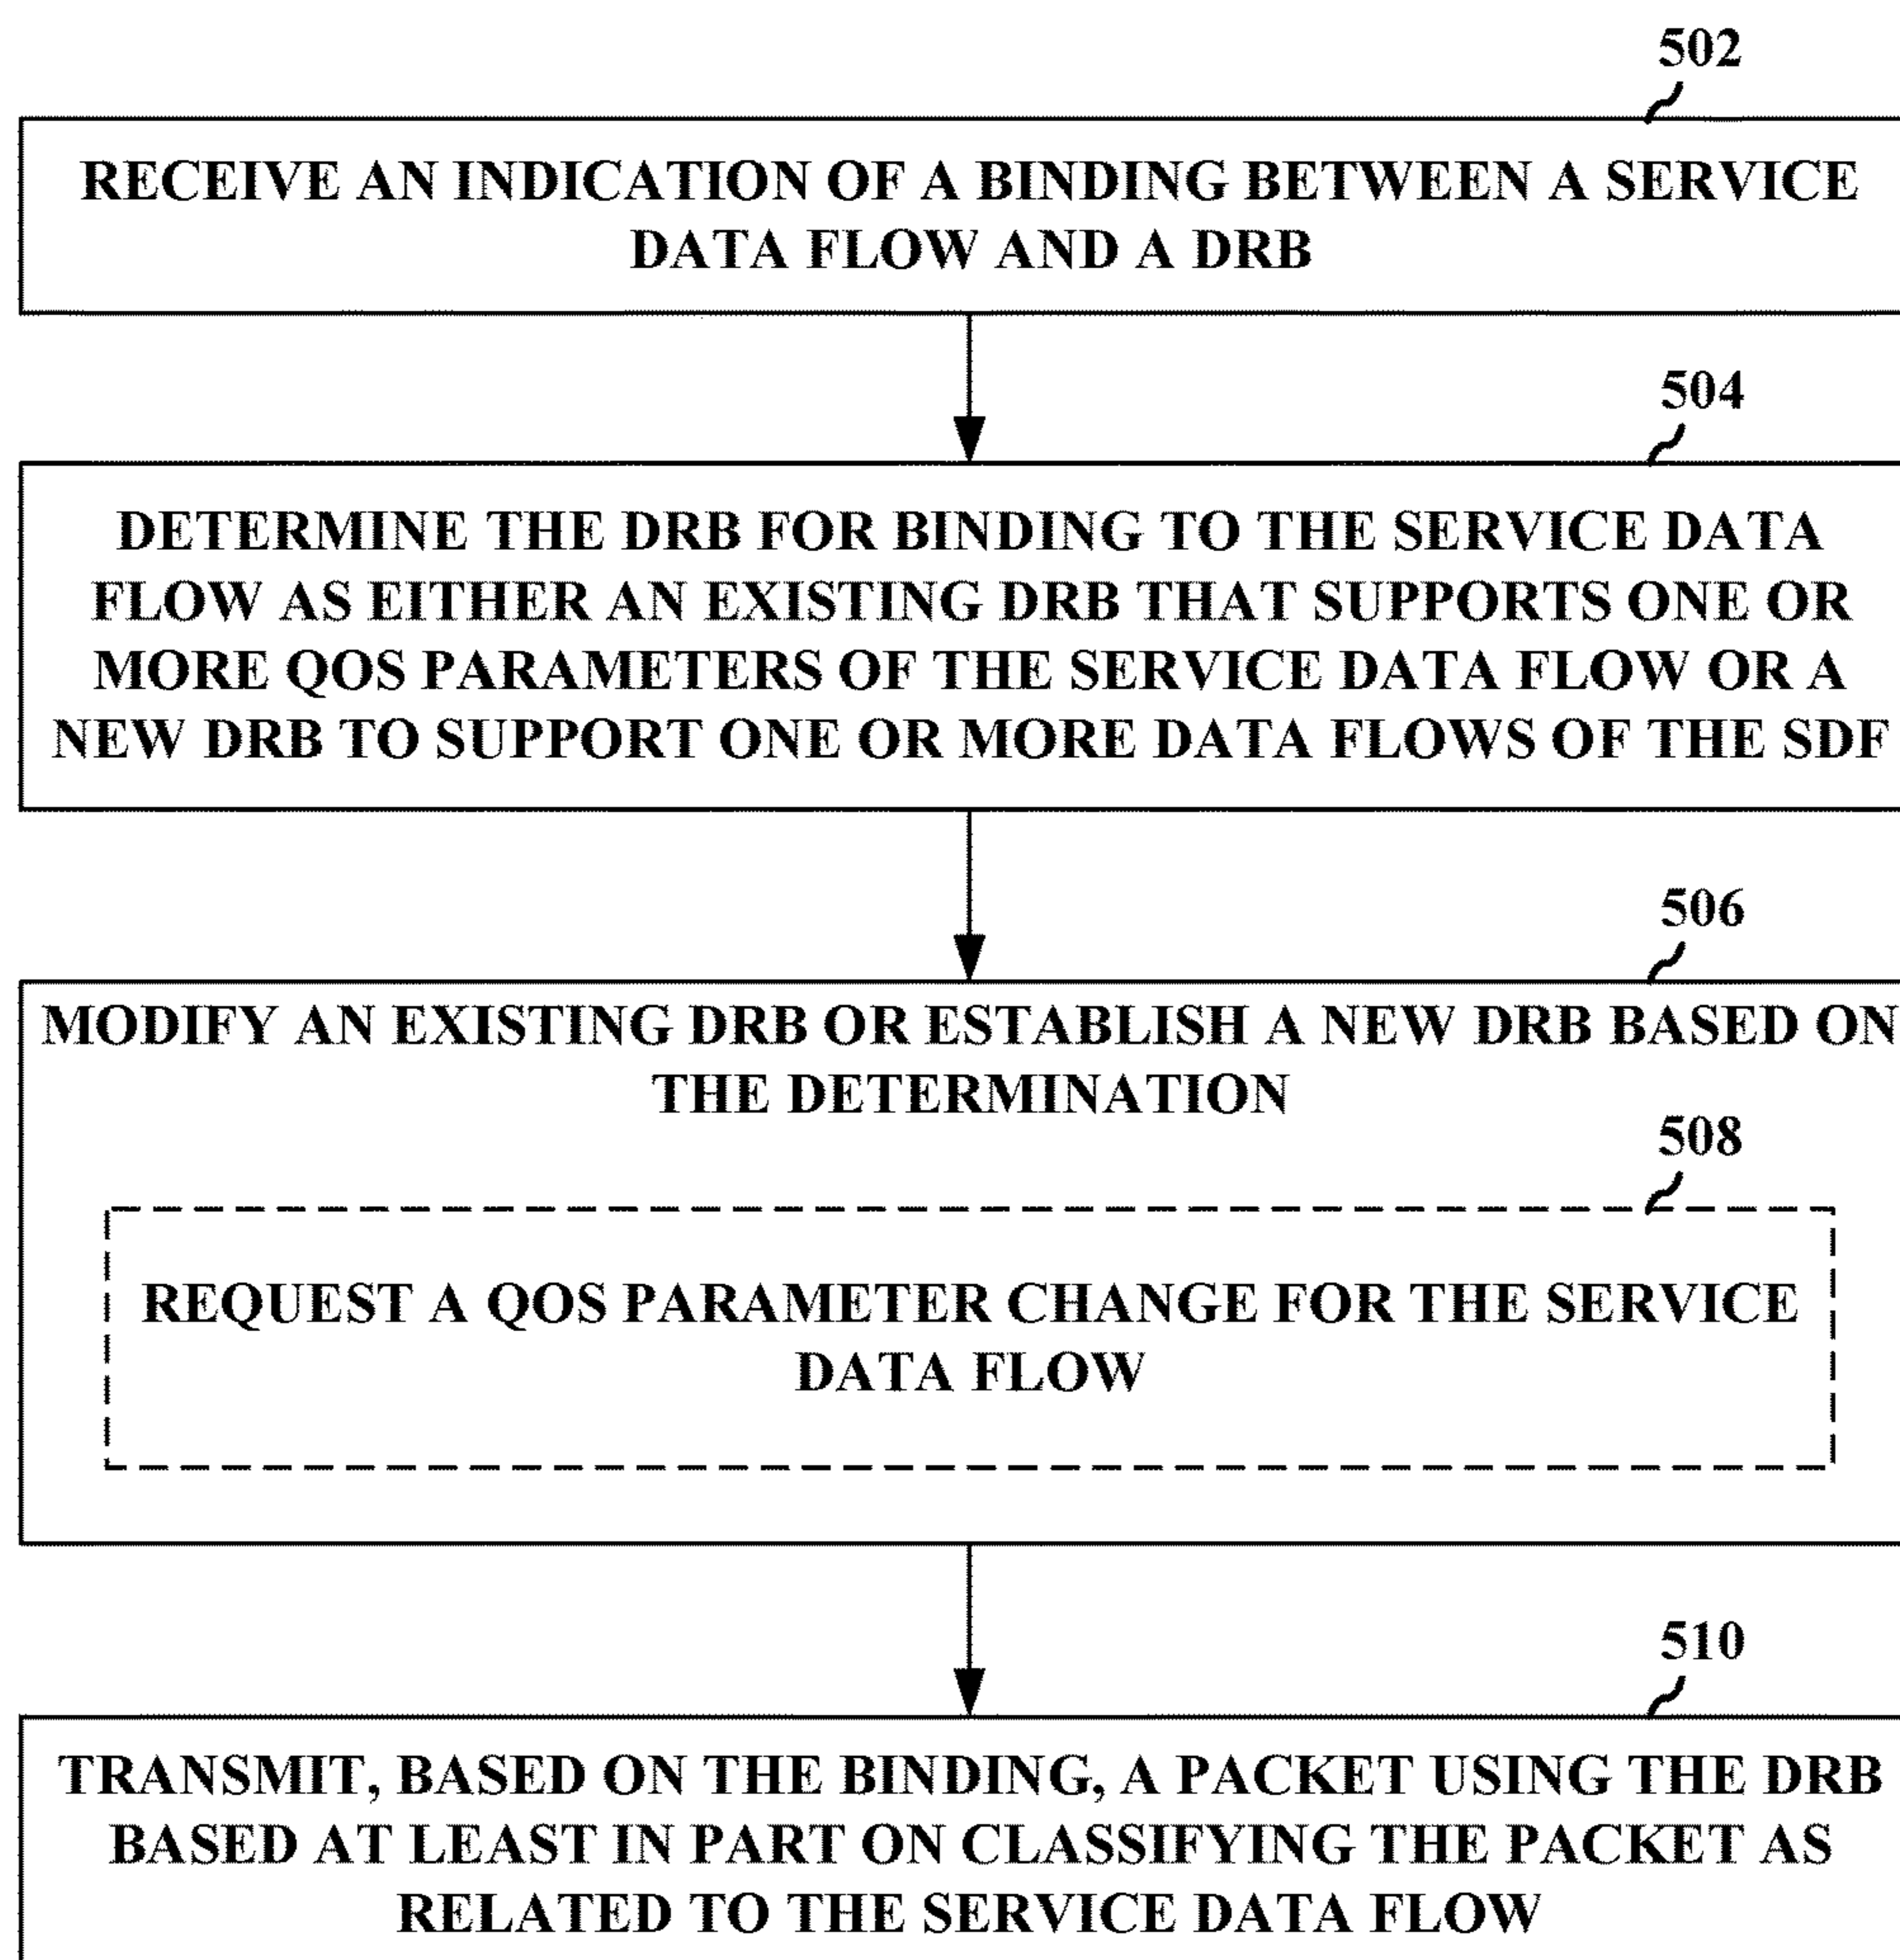 502
RECEIVE AN INDICATION OF A BINDING BETWEEN A SERVICE
DATA FLOW AND A DRB
504
DETERMINE THE DRB FOR BINDING TO THE SERVICE DATA
FLOW AS EITHER AN EXISTING DRB THAT SUPPORTS ONE OR
MORE QOS PARAMETERS OF THE SERVICE DATA FLOW OR A
NEW DRB TO SUPPORT ONE OR MORE DATA FLOWS OF THE SDF
506
MODIFY AN EXISTING DRB OR ESTABLISH A NEW DRB BASED ON
THE DETERMINATION
508
REQUEST A QOS PARAMETER CHANGE FOR THE SERVICE
DATA FLOW
510
TRANSMIT, BASED ON THE BINDING, A PACKET USING THE DRB
BASED AT LEAST IN PART ON CLASSIFYING THE PACKET AS
RELATED TO THE SERVICE DATA FLOW